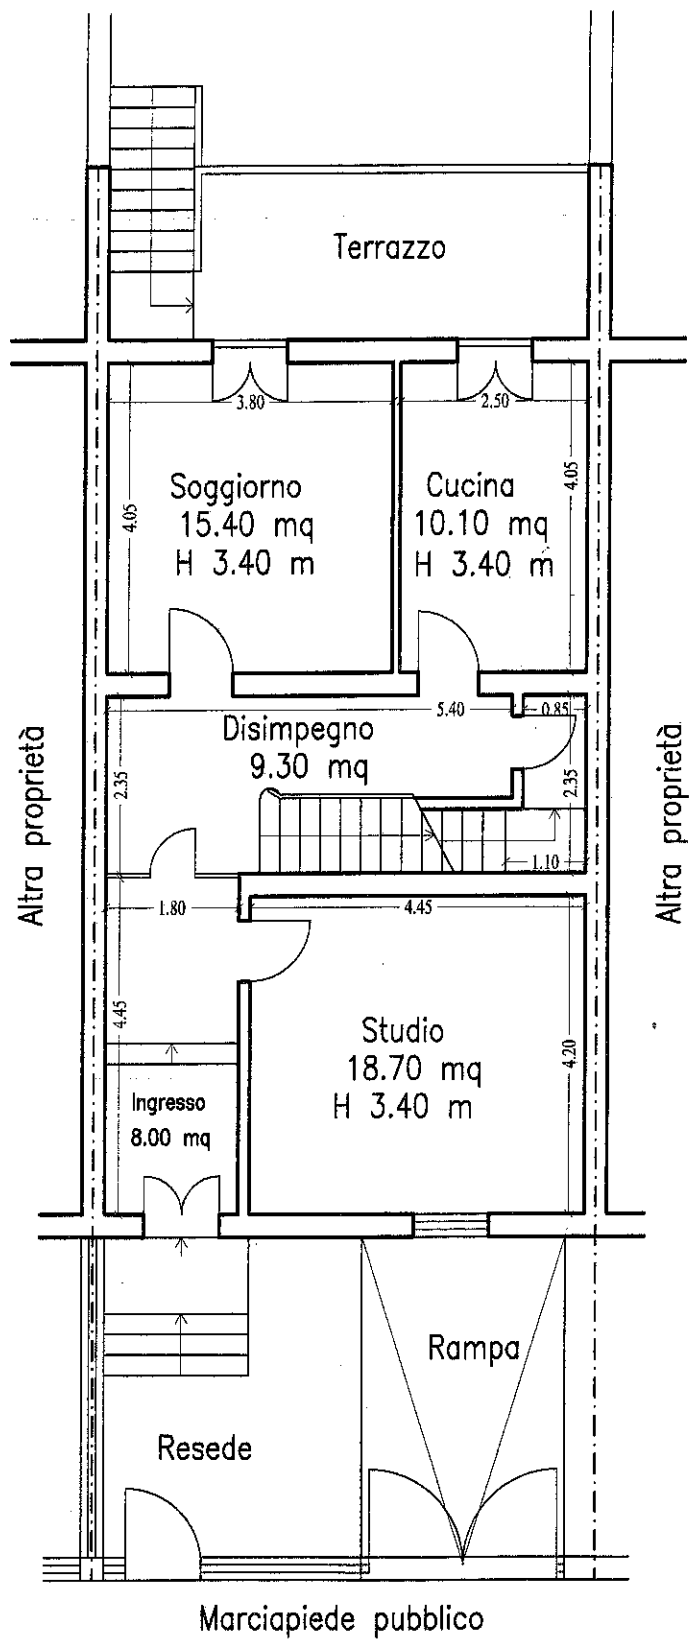 Terrazzo
3.80
2.50
4.05
4.05
Soggiorno
15.40 mq
H 3.40 m
Cucina
10.10 mq
H 3.40 m
5.40
0.85
Disimpegno
9.30 mq
2.35
2.35
1.10
Altra proprietà
Altra proprietà
1.80
4.45
4.45
4.20
Studio
18.70 mq
H 3.40 m
Ingresso
8.00 mq
Rampa
Resede
Marciapiede pubblico